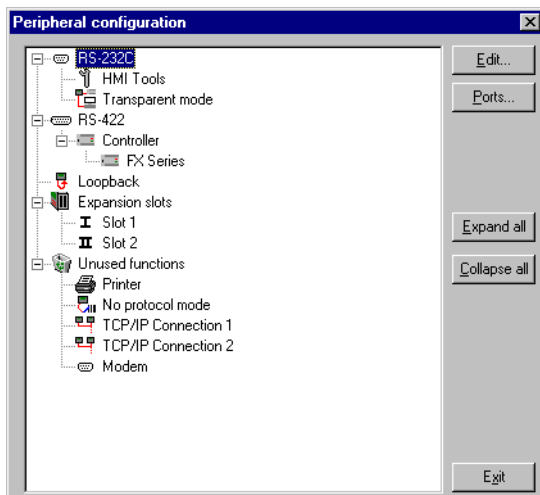 Peripheral configuration
RS-232C
HMI Tools
Transparent mode
RS-422
Controller
FX Series
Loopback
Expansion slots
I Slot 1
II Slot 2
Unused functions
Printer
No protocol mode
TCP/IP Connection 1
TCP/IP Connection 2
Modem
Edit...
Ports...
Expand all
Collapse all
Exit